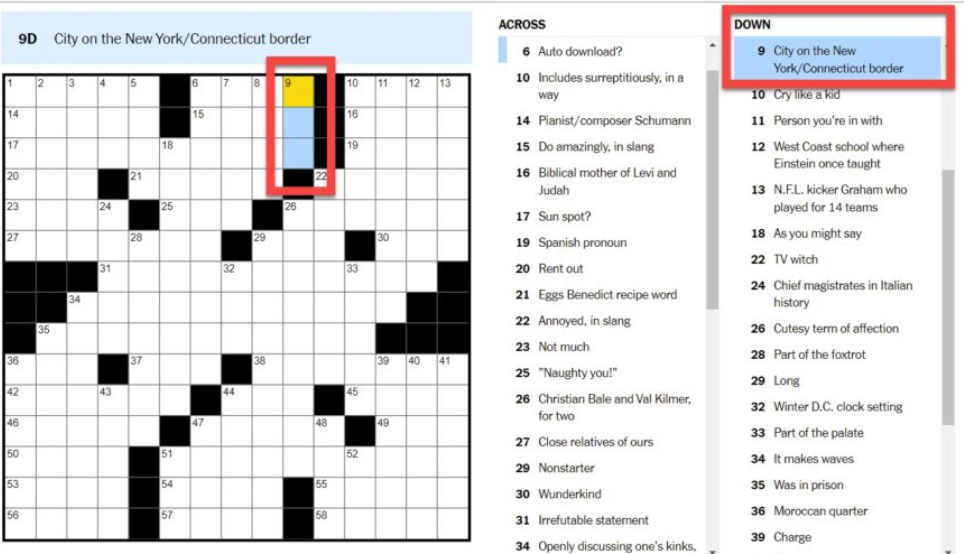 9D City on the New York/Connecticut border
1 2 3 4 5 6 7 8 9 10 11 12 13
14 15 16
17 18 19
20 21 22
23 24 25 26
27 28 29 30
31 32 33
34
35
36 37 38 39 40 41
42 43 44 45
46 47 48 49
50 51 52
53 54 55
56 57 58
ACROSS
6 Auto download?
10 Includes surreptitiously, in a
way
14 Pianist/composer Schumann
15 Do amazingly, in slang
16 Biblical mother of Levi and
Judah
17 Sun spot?
19 Spanish pronoun
20 Rent out
21 Eggs Benedict recipe word
22 Annoyed, in slang
23 Not much
25 "Naughty you!"
26 Christian Bale and Val Kilmer,
for two
27 Close relatives of ours
29 Nonstarter
30 Wunderkind
31 Irrefutable statement
34 Openly discussing one's kinks,
DOWN
9 City on the New
York/Connecticut border
10 Cry like a kid
11 Person you're in with
12 West Coast school where
Einstein once taught
13 N.F.L. kicker Graham who
played for 14 teams
18 As you might say
22 TV witch
24 Chief magistrates in Italian
history
26 Cutesy term of affection
28 Part of the foxtrot
29 Long
32 Winter D.C. clock setting
33 Part of the palate
34 It makes waves
35 Was in prison
36 Moroccan quarter
39 Charge